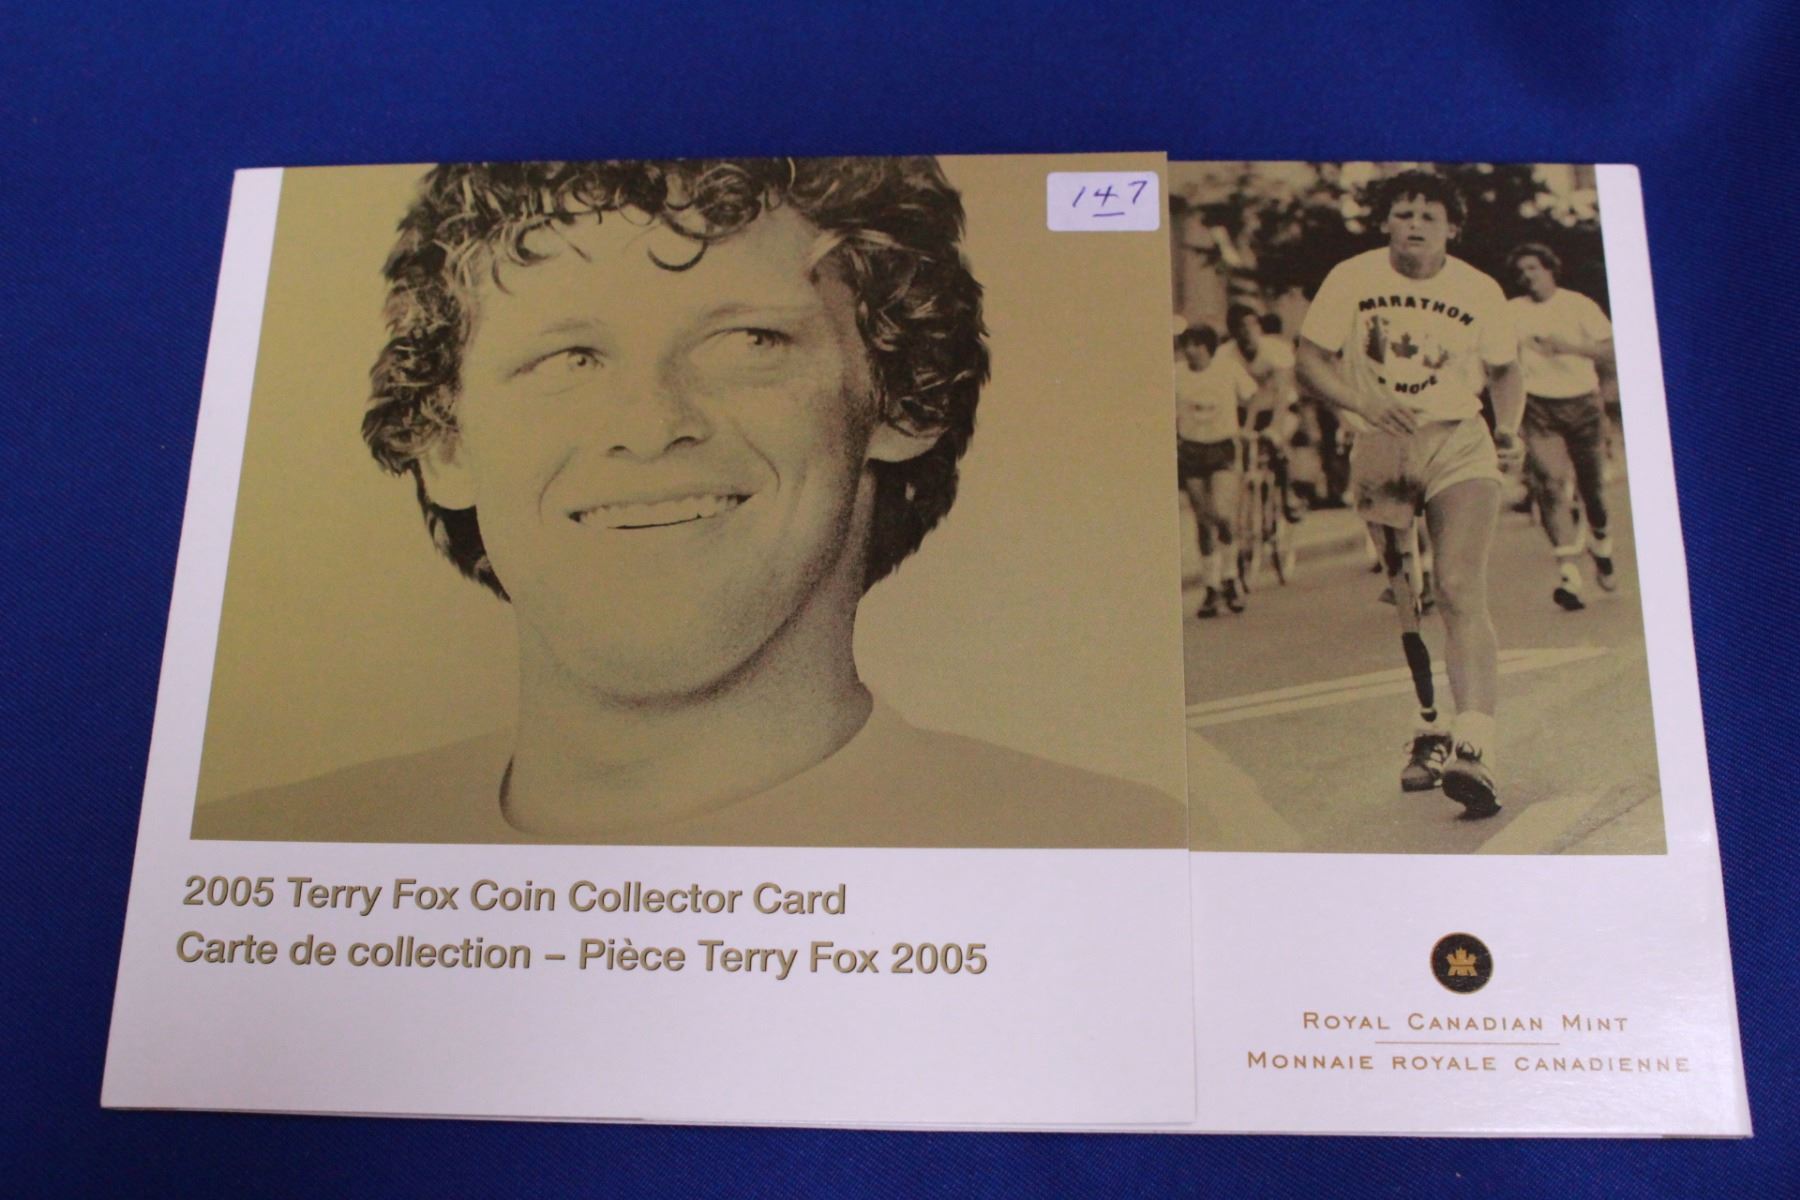 147
MARATHON
HOPE
2005 Terry Fox Coin Collector Card
Carte de collection – Pièce Terry Fox 2005
ROYAL CANADIAN MINT
MONNAIE ROYALE CANADIENNE